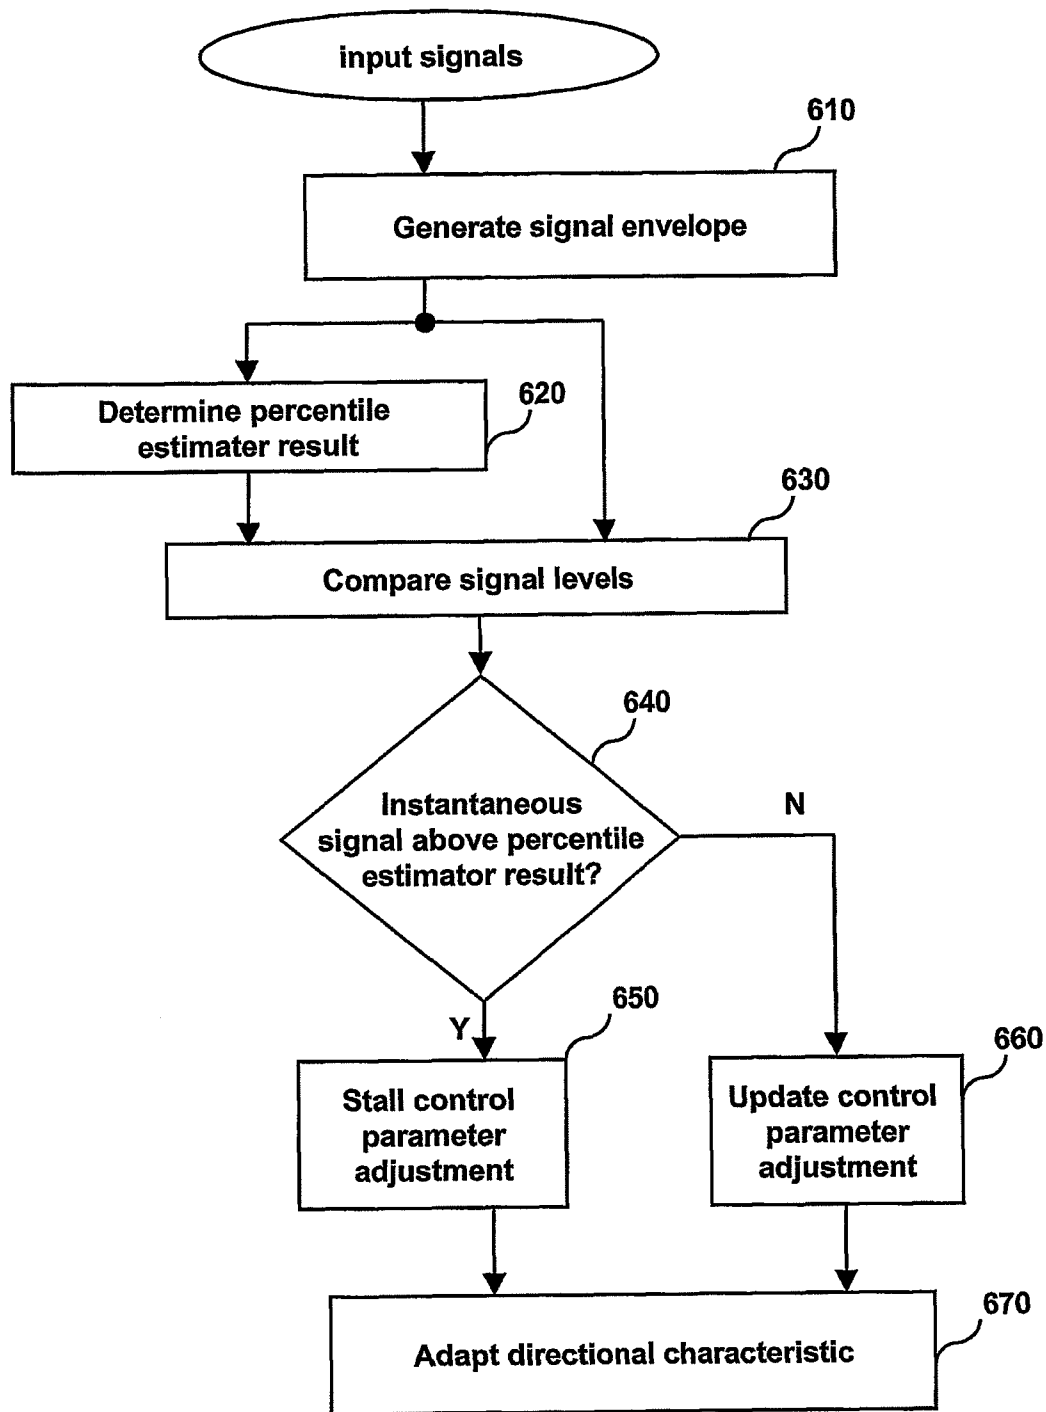 input signals
610
Generate signal envelope
Determine percentile
estimater result
620
630
Compare signal levels
640
Instantaneous
signal above percentile
estimator result?
N
Y
650
660
Stall control
parameter
adjustment
Update control
parameter
adjustment
670
Adapt directional characteristic